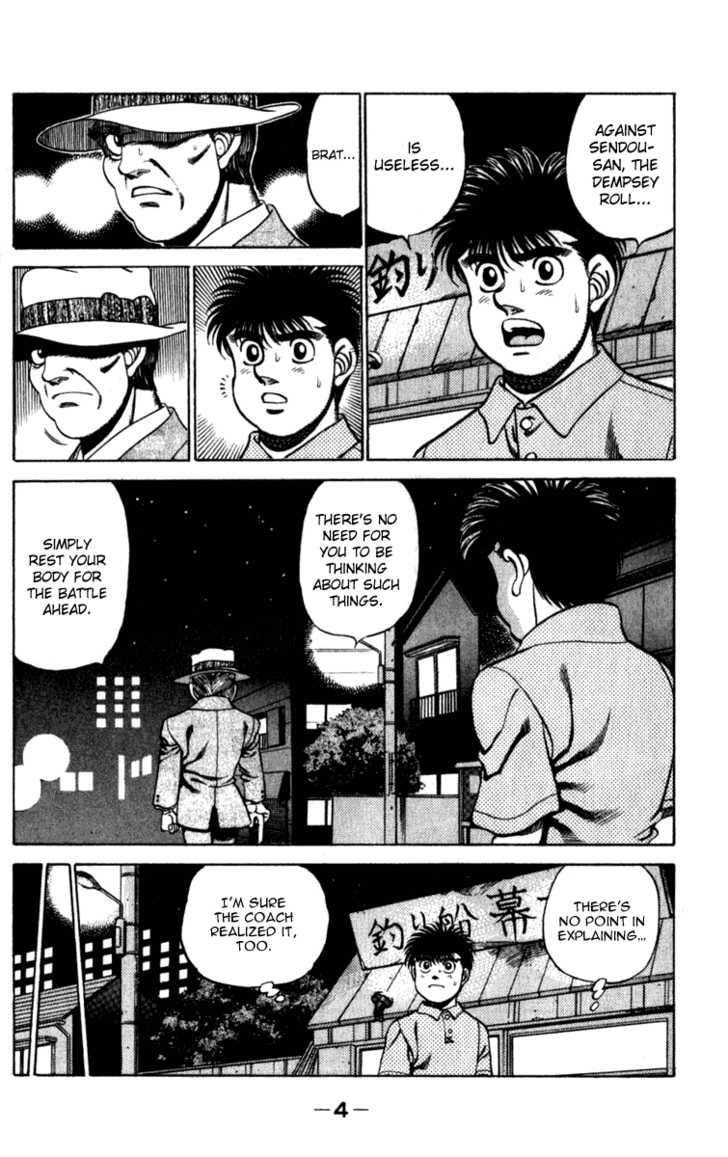 AGAINST
SENDOU-
SAN, THE
DEMPSEY
ROLL...
IS
USELESS...
釣り
BRAT...
THERE'S NO
NEED FOR
YOU TO BE
THINKING
ABOUT SUCH
THINGS.
SIMPLY
REST YOUR
BODY FOR
THE BATTLE
AHEAD.
THERE'S
NO POINT IN
EXPLAINING...
釣り船 幕
I'M SURE
THE COACH
REALIZED IT,
TOO.
—4—